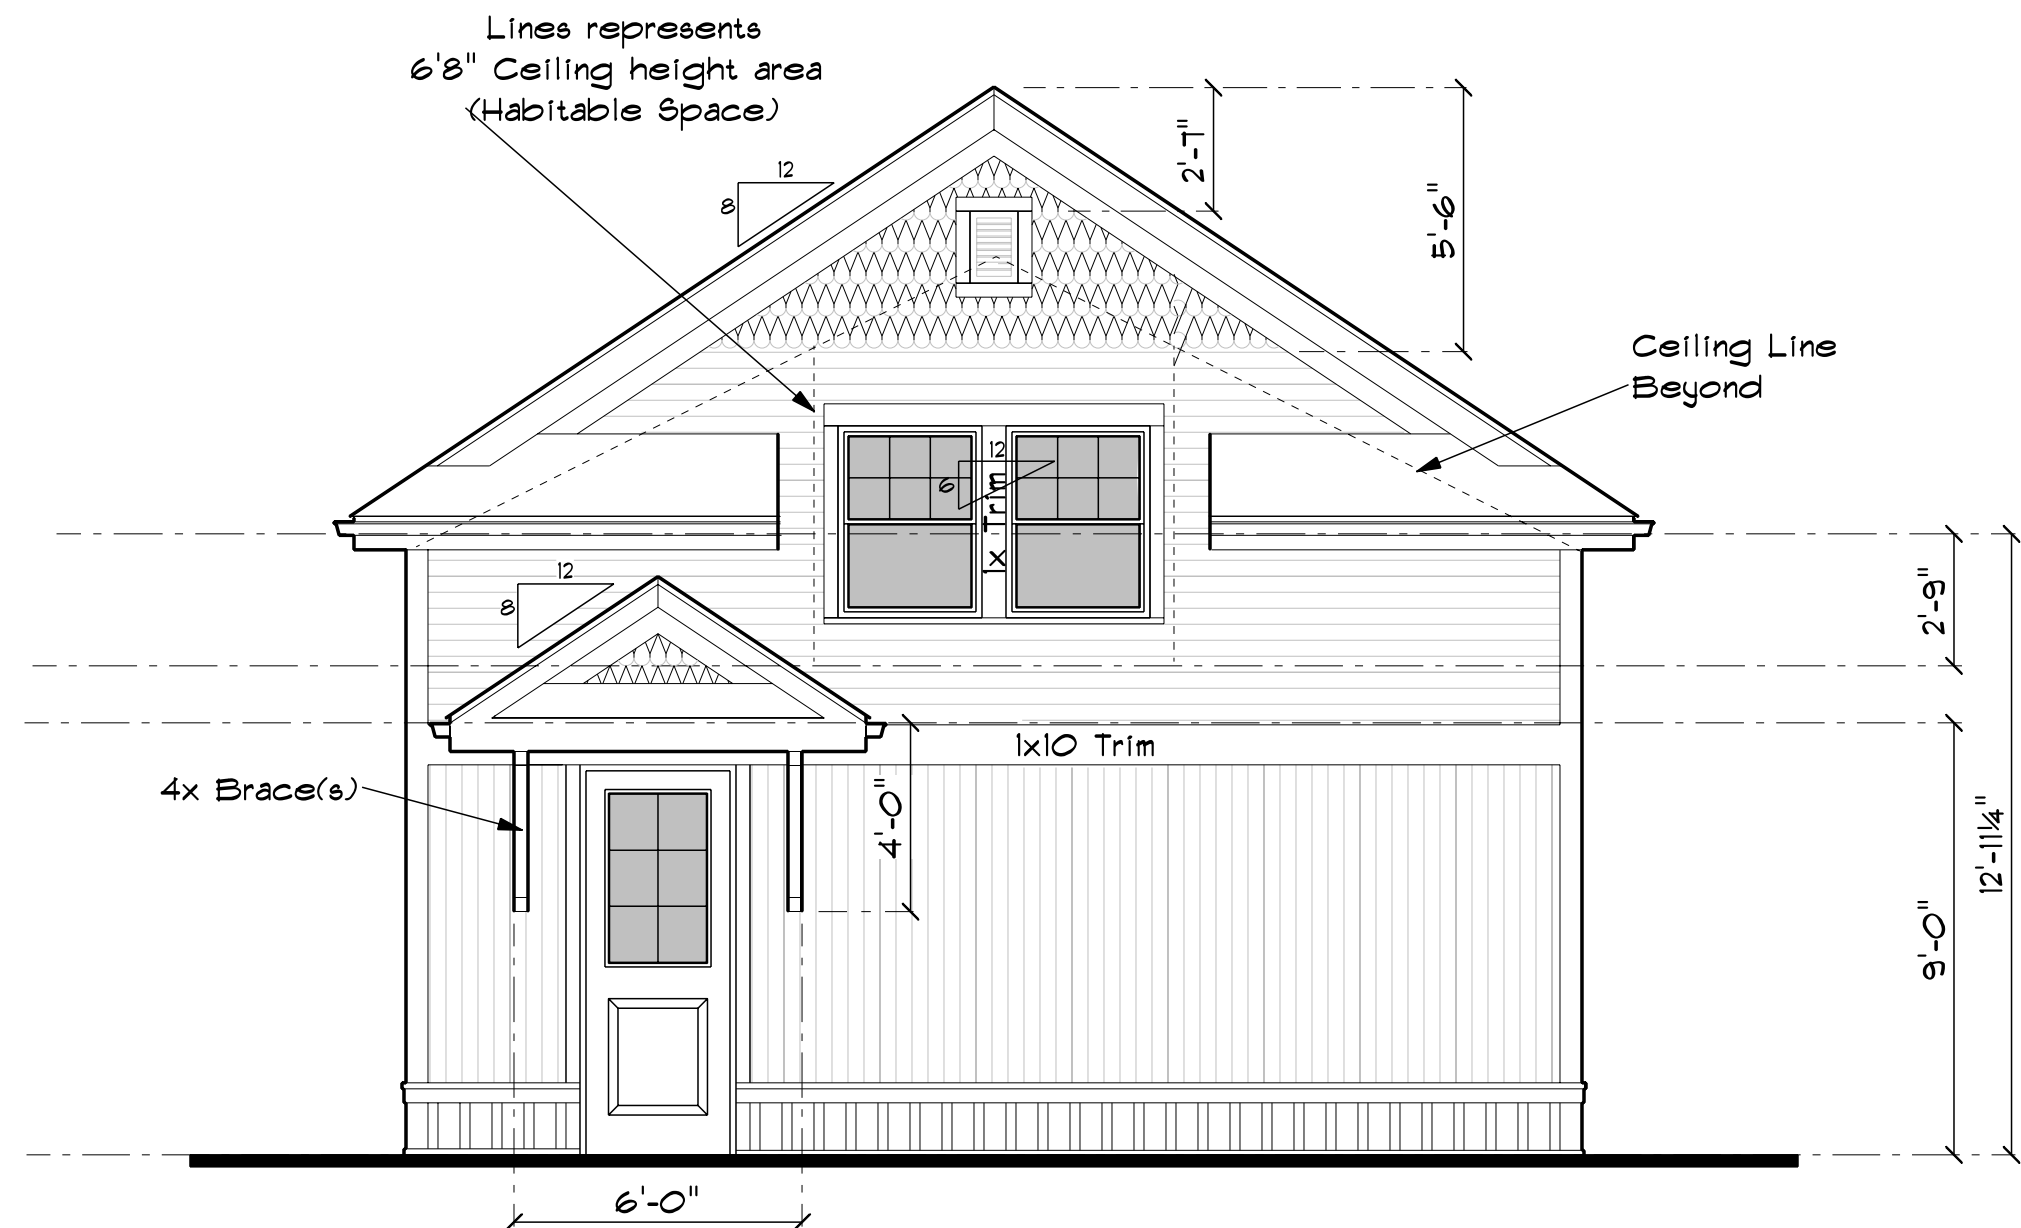 Lines represents
6'8" Ceiling height area
(Habitable Space)
12
8
2'-7"
5'-6"
Ceiling Line
Beyond
12
6
1x Trim
12
8
2'-9"
1x10 Trim
4x Brace(s)
4'-0"
12'-11¼"
9'-0"
6'-0"